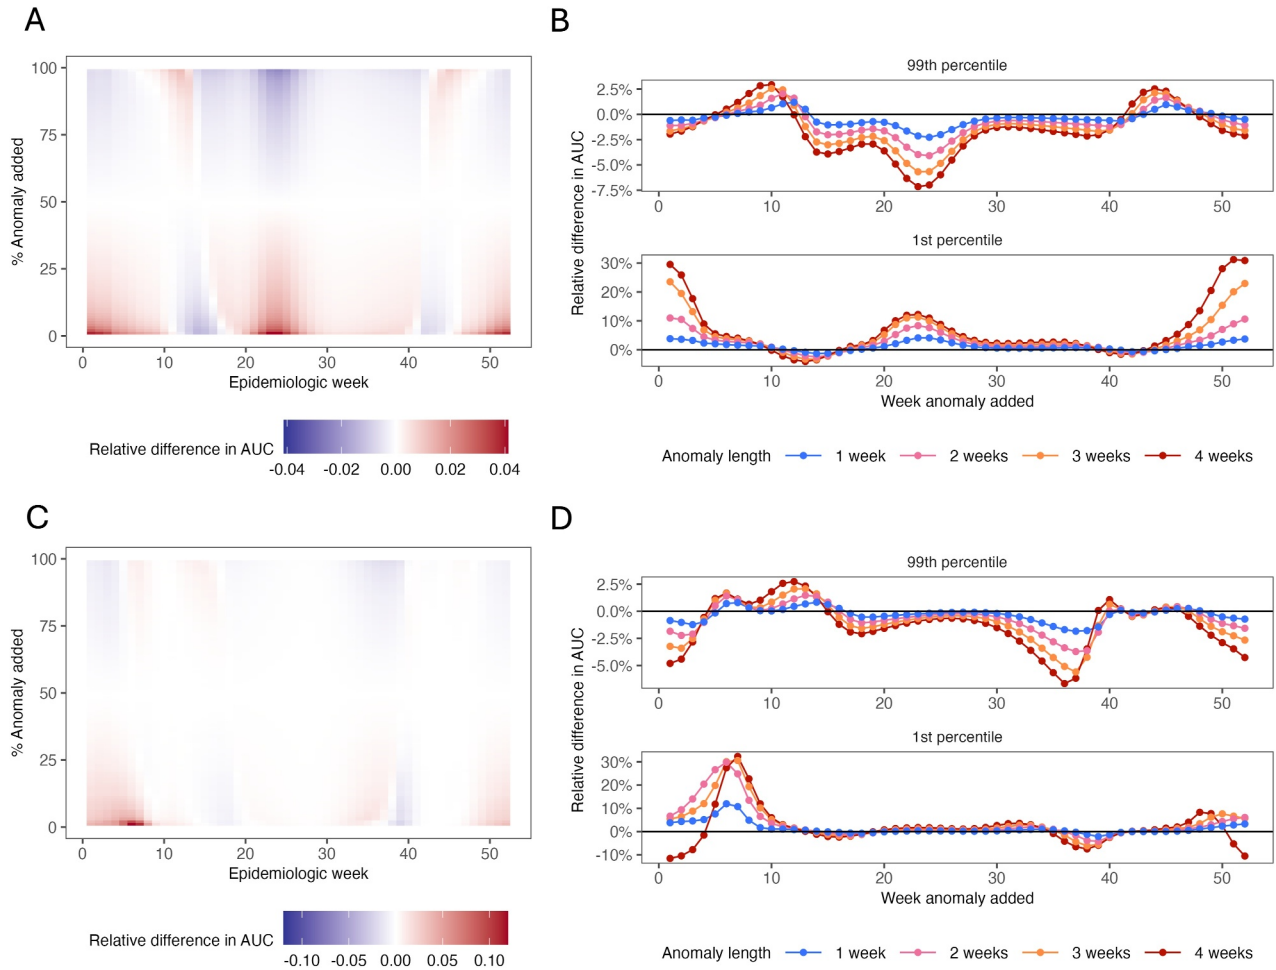 A
B
99th percentile
100
75
50
25
0
% Anomaly added
0 10 20 30 40 50
Epidemiologic week
Relative difference in AUC
-0.04 -0.02 0.00 0.02 0.04
2.5%
0.0%
-2.5%
-5.0%
-7.5%
0 10 20 30 40 50
1st percentile
Relative difference in AUC
30%
20%
10%
0%
0 10 20 30 40 50
Week anomaly added
Anomaly length 1 week 2 weeks 3 weeks 4 weeks
C
D
100
75
50
25
0
% Anomaly added
0 10 20 30 40 50
Epidemiologic week
Relative difference in AUC
-0.10 -0.05 0.00 0.05 0.10
99th percentile
2.5%
0.0%
-2.5%
-5.0%
0 10 20 30 40 50
1st percentile
Relative difference in AUC
30%
20%
10%
0%
-10%
0 10 20 30 40 50
Week anomaly added
Anomaly length 1 week 2 weeks 3 weeks 4 weeks